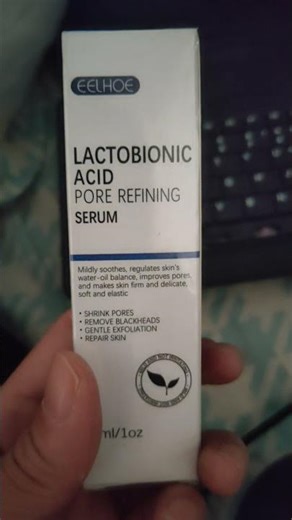 EELHOE
LACTOBIONIC
ACID
PORE REFINING
SERUM
Mildly soothes, regulates skin's
water-oil balance, improves pores,
and makes skin firm and delicate,
soft and elastic
• SHRINK PORES
• REMOVE BLACKHEADS
• GENTLE EXFOLIATION
• REPAIR SKIN
ml/1oz